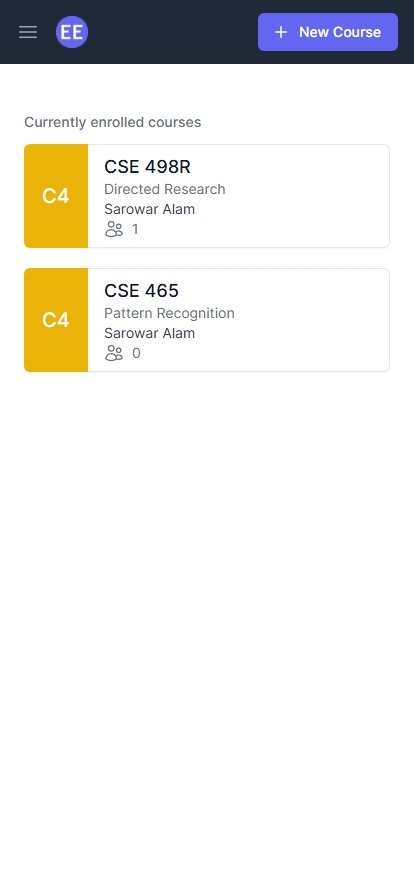 EE
New Course
Currently enrolled courses
C4
CSE 498R
Directed Research
Sarowar Alam
1
C4
CSE 465
Pattern Recognition
Sarowar Alam
0